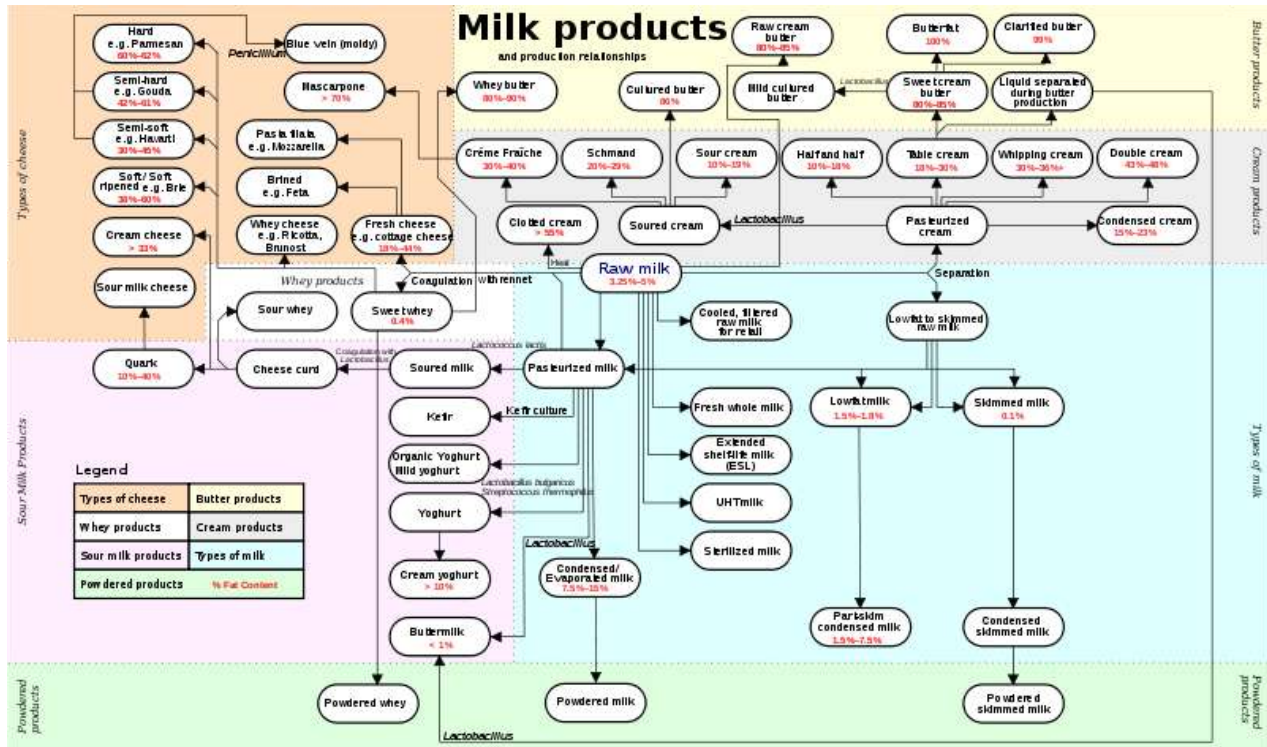 Milk products
and production relationships
Types of cheese
Hard
e.g. Parmesan
60%-62%
Penicillium
Blue vein (moldy)
Semi-hard
e.g. Gouda
42%-61%
Mascarpone
> 70%
Semi-soft
e.g. Havarti
30%-45%
Pasta filata
e.g. Mozzarella
Soft/Soft
ripened e.g. Brie
38%-60%
Brined
e.g. Feta
Cream cheese
> 33%
Whey cheese
e.g. Ricotta,
Brunost
Fresh cheese
e.g. cottage cheese
18%-44%
Sour milk cheese
Butter products
Whey butter
80%-90%
Cultured butter
80%
Raw cream
butter
80%-85%
Mild cultured
butter
Lactobacillus
Butterfat
100%
Clarified butter
99%
Sweet cream
butter
80%-85%
Liquid separated
during butter
production
Cream products
Créme Fraîche
30%-40%
Schmand
20%-29%
Sour cream
10%-19%
Half and half
10%-18%
Table cream
18%-30%
Whipping cream
30%-36%+
Double cream
43%-48%
Clotted cream
> 55%
Soured cream
Lactobacillus
Pasteurized
cream
Condensed cream
15%-23%
Heat
Raw milk
3.25%-5%
Separation
Coagulation with rennet
Whey products
Sour whey
Sweet whey
0.4%
Cooled, filtered
raw milk
for retail
Lowfat to skimmed
raw milk
Sour Milk Products
Quark
10%-40%
Cheese curd
Coagulation with
Lactobacillus
Soured milk
Lactococcus lactis
Pasteurized milk
Kefir
Kefir culture
Organic Yoghurt
Mild yoghurt
Lactobacillus bulgaricus
Streptococcus thermophilus
Yoghurt
Cream yoghurt
> 10%
Buttermilk
< 1%
Lactobacillus
Condensed/
Evaporated milk
7.5%-15%
Types of milk
Fresh whole milk
Extended
shelf-life milk
(ESL)
UHT milk
Sterilized milk
Lowfat milk
1.5%-1.8%
Skimmed milk
0.1%
Part-skim
condensed milk
1.5%-7.5%
Condensed
skimmed milk
Legend
Types of cheese
Butter products
Whey products
Cream products
Sour milk products
Types of milk
Powdered products
% Fat Content
Powdered
products
Powdered whey
Powdered milk
Powdered
skimmed milk
Powdered
products
Lactobacillus